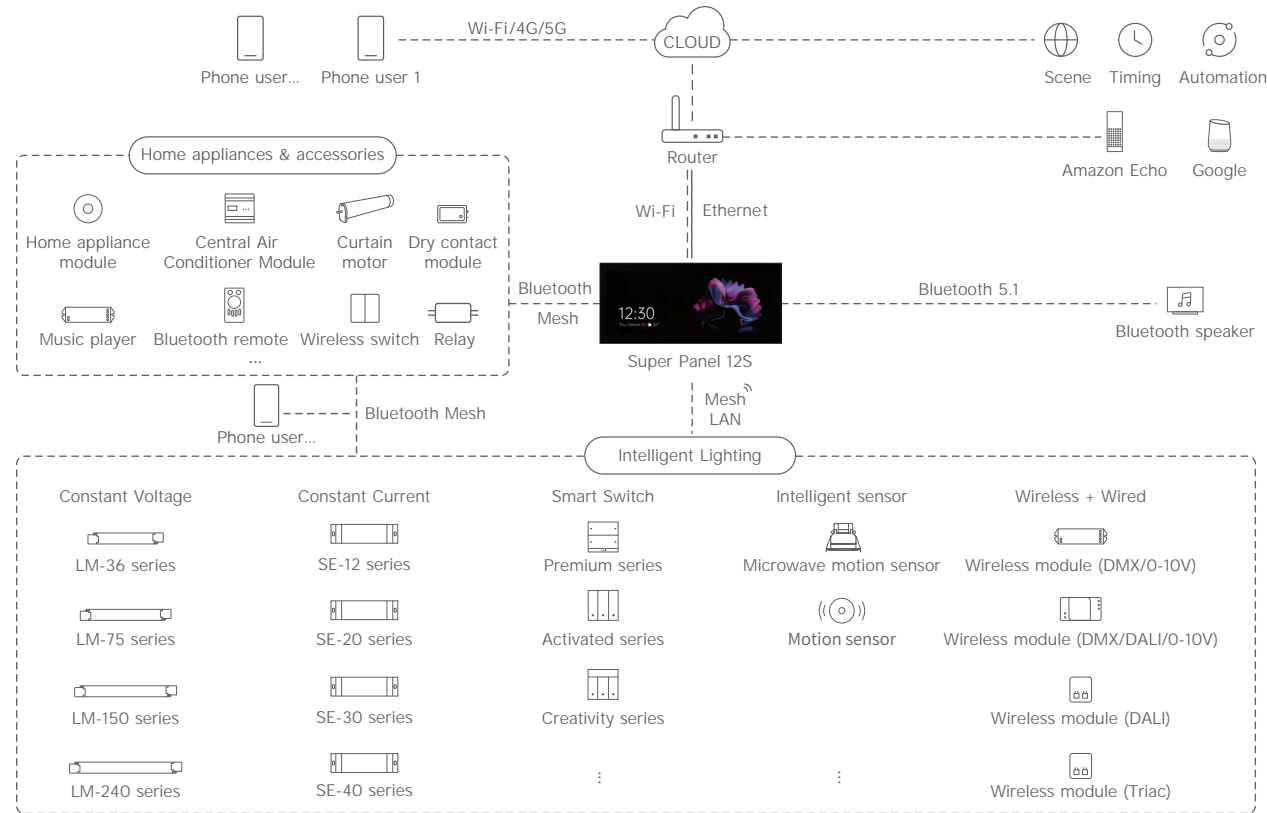 Wi-Fi/4G/5G
CLOUD
Phone user...
Phone user 1
Scene
Timing
Automation
Router
Amazon Echo
Google
Home appliances & accessories
Wi-Fi
Ethernet
Home appliance
module
Central Air
Conditioner Module
Curtain
motor
Dry contact
module
Music player
Bluetooth remote
Wireless switch
Relay
...
Bluetooth
Mesh
12:30
Super Panel 12S
Bluetooth 5.1
Bluetooth speaker
Mesh
LAN
Phone user...
Bluetooth Mesh
Intelligent Lighting
Constant Voltage
LM-36 series
LM-75 series
LM-150 series
LM-240 series
Constant Current
SE-12 series
SE-20 series
SE-30 series
SE-40 series
Smart Switch
Premium series
Activated series
Creativity series
⋮
Intelligent sensor
Microwave motion sensor
Motion sensor
⋮
Wireless + Wired
Wireless module (DMX/0-10V)
Wireless module (DMX/DALI/0-10V)
Wireless module (DALI)
Wireless module (Triac)